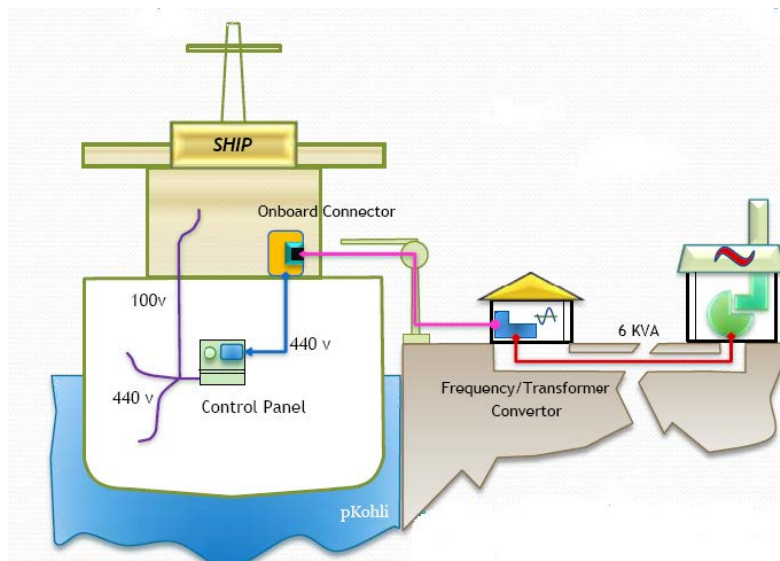 SHIP
Onboard Connector
100v
440 v
6 KVA
440 v
Control Panel
Frequency/Transformer
Convertor
pKohli